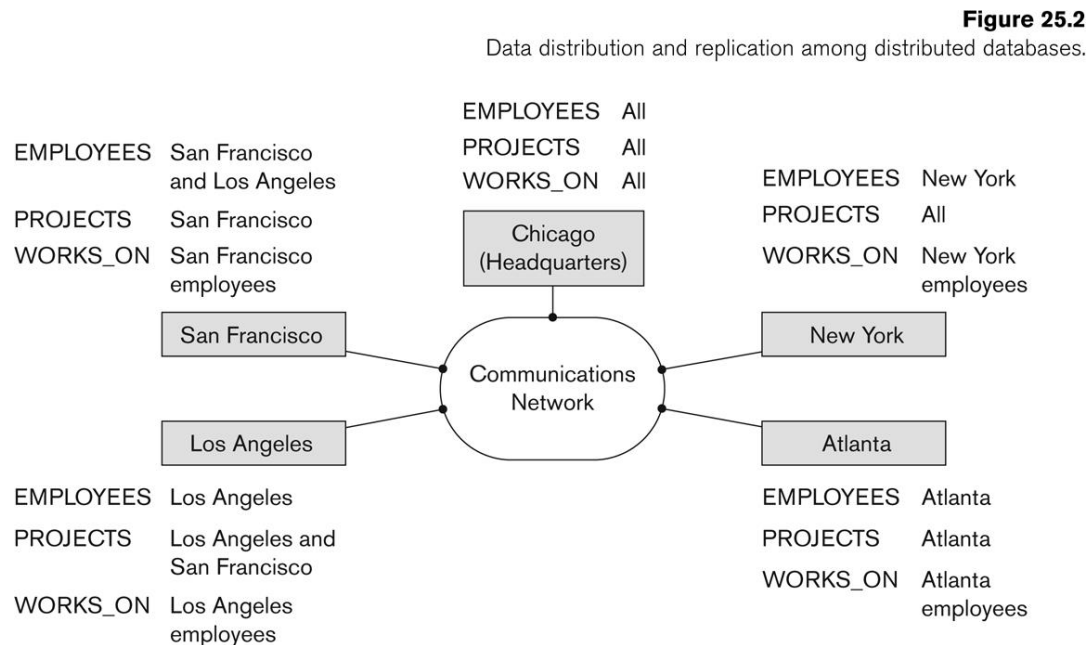 Figure 25.2
Data distribution and replication among distributed databases.
EMPLOYEES All
PROJECTS All
WORKS_ON All
Chicago
(Headquarters)
EMPLOYEES San Francisco
and Los Angeles
PROJECTS San Francisco
WORKS_ON San Francisco
employees
San Francisco
EMPLOYEES New York
PROJECTS All
WORKS_ON New York
employees
New York
Communications
Network
Los Angeles
EMPLOYEES Los Angeles
PROJECTS Los Angeles and
San Francisco
WORKS_ON Los Angeles
employees
Atlanta
EMPLOYEES Atlanta
PROJECTS Atlanta
WORKS_ON Atlanta
employees